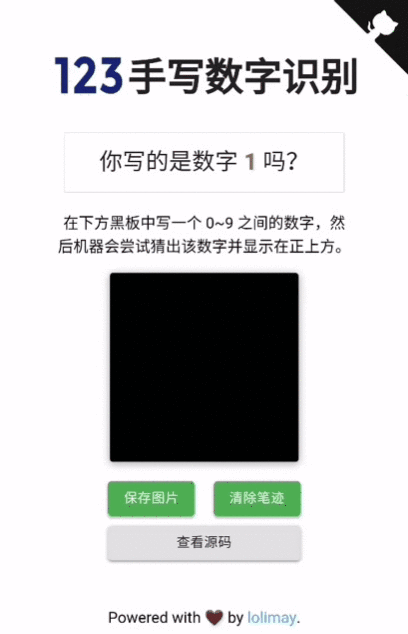 123手写数字识别
你写的是数字 1 吗？
在下方黑板中写一个 0~9 之间的数字，然
后机器会尝试猜出该数字并显示在正上方。
保存图片 清除笔迹
查看源码
Powered with ❤ by lolimay.